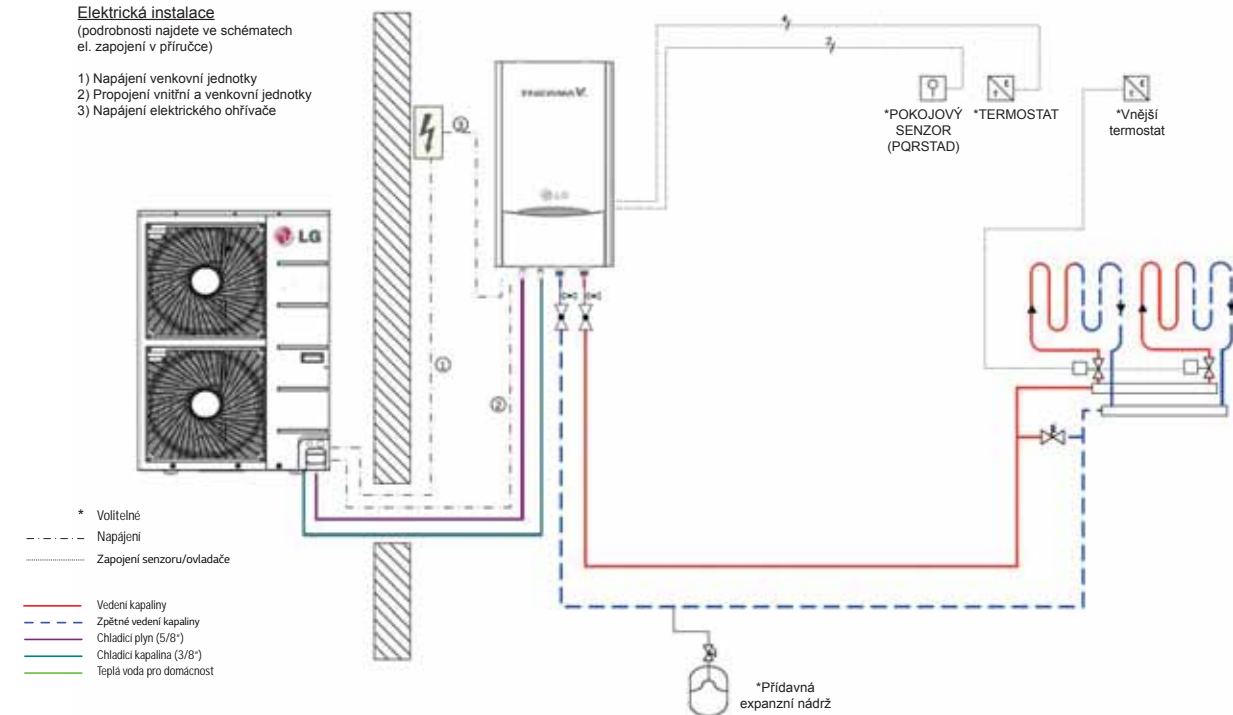 Elektrická instalace
(podrobnosti najdete ve schématech
el. zapojení v příručce)
1) Napájení venkovní jednotky
2) Propojení vnitřní a venkovní jednotky
3) Napájení elektrického ohřívače
THERMA V.
LG
LG
3
1
2
4
2
*POKOJOVÝ
SENZOR
(PQRSTAD)
*TERMOSTAT
*Vnější
termostat
* Volitelné
Napájení
Zapojení senzoru/ovladače
Vedení kapaliny
Zpětné vedení kapaliny
Chladicí plyn (5/8")
Chladicí kapalina (3/8")
Teplá voda pro domácnost
*Přídavná
expanzní nádrž